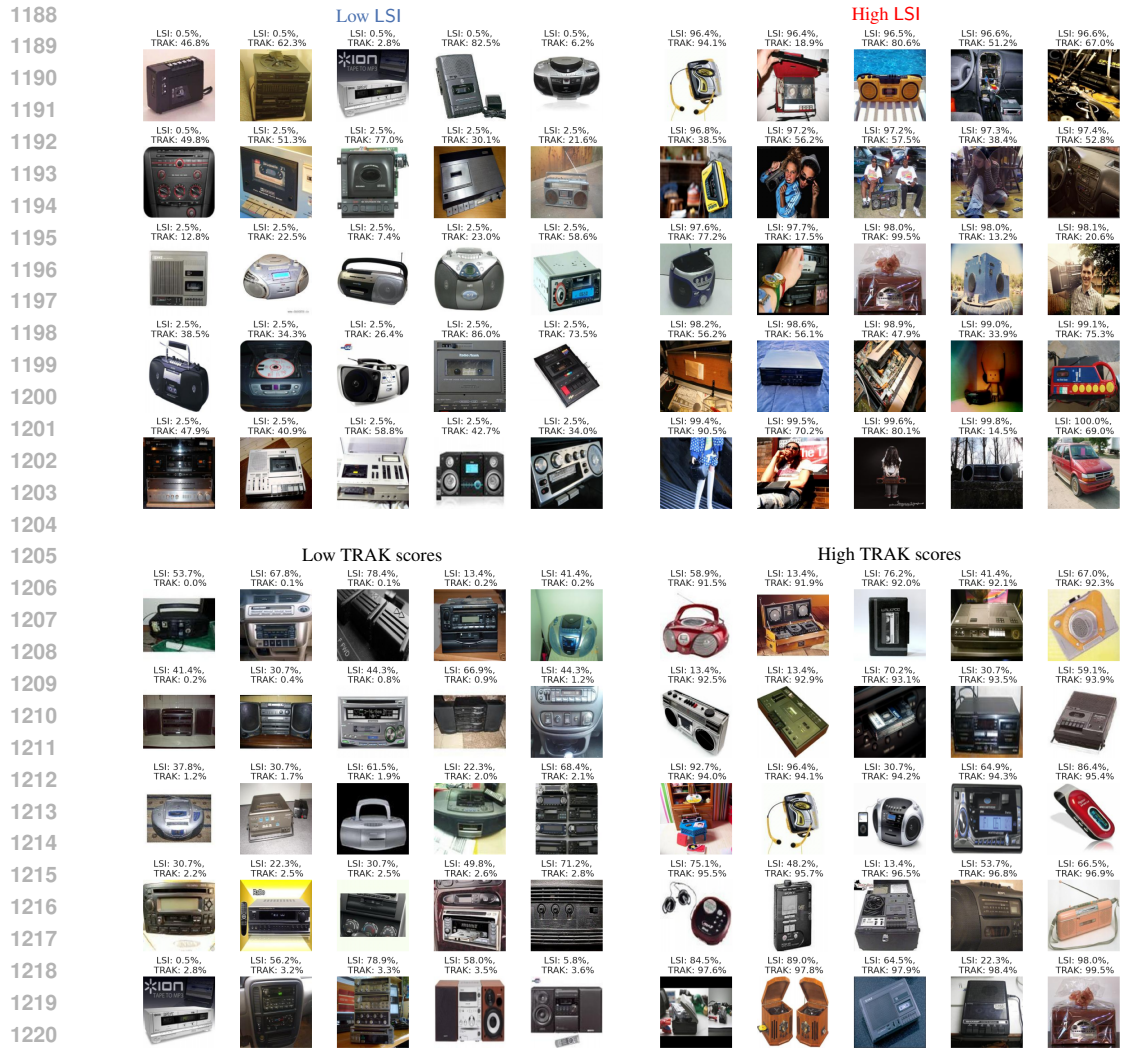 1188
1189
1190
1191
1192
1193
1194
1195
1196
1197
1198
1199
1200
1201
1202
1203
1204
1205
1206
1207
1208
1209
1210
1211
1212
1213
1214
1215
1216
1217
1218
1219
1220
Low LSI
LSI: 0.5%, LSI: 0.5%, LSI: 0.5%, LSI: 0.5%, LSI: 0.5%,
TRAK: 46.8% TRAK: 62.3% TRAK: 2.8% TRAK: 82.5% TRAK: 6.2%
ION
TAPE TO MP3
LSI: 0.5%, LSI: 2.5%, LSI: 2.5%, LSI: 2.5%, LSI: 2.5%,
TRAK: 49.8% TRAK: 51.3% TRAK: 77.0% TRAK: 30.1% TRAK: 21.6%
LSI: 2.5%, LSI: 2.5%, LSI: 2.5%, LSI: 2.5%, LSI: 2.5%,
TRAK: 12.8% TRAK: 22.5% TRAK: 7.4% TRAK: 23.0% TRAK: 58.6%
LSI: 2.5%, LSI: 2.5%, LSI: 2.5%, LSI: 2.5%, LSI: 2.5%,
TRAK: 38.5% TRAK: 34.3% TRAK: 26.4% TRAK: 86.0% TRAK: 73.5%
LSI: 2.5%, LSI: 2.5%, LSI: 2.5%, LSI: 2.5%, LSI: 2.5%,
TRAK: 47.9% TRAK: 40.9% TRAK: 58.8% TRAK: 42.7% TRAK: 34.0%
High LSI
LSI: 96.4%, LSI: 96.4%, LSI: 96.5%, LSI: 96.6%, LSI: 96.6%,
TRAK: 94.1% TRAK: 18.9% TRAK: 80.6% TRAK: 51.2% TRAK: 67.0%
LSI: 96.8%, LSI: 97.2%, LSI: 97.2%, LSI: 97.3%, LSI: 97.4%,
TRAK: 38.5% TRAK: 56.2% TRAK: 57.5% TRAK: 38.4% TRAK: 52.8%
LSI: 97.6%, LSI: 97.7%, LSI: 98.0%, LSI: 98.0%, LSI: 98.1%,
TRAK: 77.2% TRAK: 17.5% TRAK: 99.5% TRAK: 13.2% TRAK: 20.6%
LSI: 98.2%, LSI: 98.6%, LSI: 98.9%, LSI: 99.0%, LSI: 99.1%,
TRAK: 56.2% TRAK: 56.1% TRAK: 47.9% TRAK: 33.9% TRAK: 75.3%
LSI: 99.4%, LSI: 99.5%, LSI: 99.6%, LSI: 99.8%, LSI: 100.0%,
TRAK: 90.5% TRAK: 70.2% TRAK: 80.1% TRAK: 14.5% TRAK: 69.0%
Low TRAK scores
LSI: 53.7%, LSI: 67.8%, LSI: 78.4%, LSI: 13.4%, LSI: 41.4%,
TRAK: 0.0% TRAK: 0.1% TRAK: 0.1% TRAK: 0.2% TRAK: 0.2%
LSI: 41.4%, LSI: 30.7%, LSI: 44.3%, LSI: 66.9%, LSI: 44.3%,
TRAK: 0.2% TRAK: 0.4% TRAK: 0.8% TRAK: 0.9% TRAK: 1.2%
LSI: 37.8%, LSI: 30.7%, LSI: 61.5%, LSI: 22.3%, LSI: 68.4%,
TRAK: 1.2% TRAK: 1.7% TRAK: 1.9% TRAK: 2.0% TRAK: 2.1%
LSI: 30.7%, LSI: 22.3%, LSI: 30.7%, LSI: 49.8%, LSI: 71.2%,
TRAK: 2.2% TRAK: 2.5% TRAK: 2.5% TRAK: 2.6% TRAK: 2.8%
LSI: 0.5%, LSI: 56.2%, LSI: 78.9%, LSI: 58.0%, LSI: 5.8%,
TRAK: 2.8% TRAK: 3.2% TRAK: 3.3% TRAK: 3.5% TRAK: 3.6%
ION
TAPE TO MP3
High TRAK scores
LSI: 58.9%, LSI: 13.4%, LSI: 76.2%, LSI: 41.4%, LSI: 67.0%,
TRAK: 91.5% TRAK: 91.9% TRAK: 92.0% TRAK: 92.1% TRAK: 92.3%
LSI: 13.4%, LSI: 13.4%, LSI: 70.2%, LSI: 30.7%, LSI: 59.1%,
TRAK: 92.5% TRAK: 92.9% TRAK: 93.1% TRAK: 93.5% TRAK: 93.9%
LSI: 92.7%, LSI: 96.4%, LSI: 30.7%, LSI: 64.9%, LSI: 86.4%,
TRAK: 94.0% TRAK: 94.1% TRAK: 94.2% TRAK: 94.3% TRAK: 95.4%
LSI: 75.1%, LSI: 48.2%, LSI: 13.4%, LSI: 53.7%, LSI: 66.5%,
TRAK: 95.5% TRAK: 95.7% TRAK: 96.5% TRAK: 96.8% TRAK: 96.9%
LSI: 84.5%, LSI: 89.0%, LSI: 64.5%, LSI: 22.3%, LSI: 98.0%,
TRAK: 97.6% TRAK: 97.8% TRAK: 97.9% TRAK: 98.4% TRAK: 99.5%